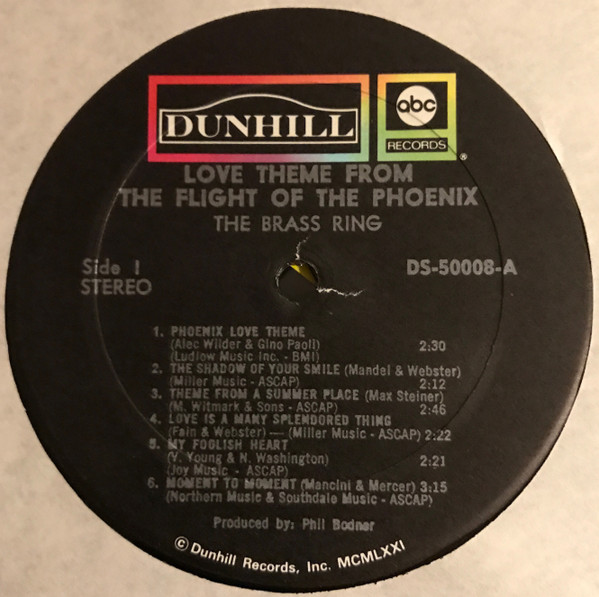 DUNHILL
abc
RECORDS
®
LOVE THEME FROM
THE FLIGHT OF THE PHOENIX
THE BRASS RING
Side 1
STEREO
DS-50008-A
1. PHOENIX LOVE THEME
(Alec Wilder & Gino Paoli) 2:30
(Ludlow Music Inc. - BMI)
2. THE SHADOW OF YOUR SMILE (Mandel & Webster)
(Miller Music - ASCAP) 2:12
3. THEME FROM A SUMMER PLACE (Max Steiner)
(M. Witmark & Sons - ASCAP) 2:46
4. LOVE IS A MANY SPLENDORED THING
(Fain & Webster) — (Miller Music - ASCAP) 2:22
5. MY FOOLISH HEART
(V. Young & N. Washington) 2:21
(Joy Music - ASCAP)
6. MOMENT TO MOMENT (Mancini & Mercer) 3:15
(Northern Music & Southdale Music - ASCAP)
Produced by: Phil Bodner
© Dunhill Records, Inc. MCMLXXI